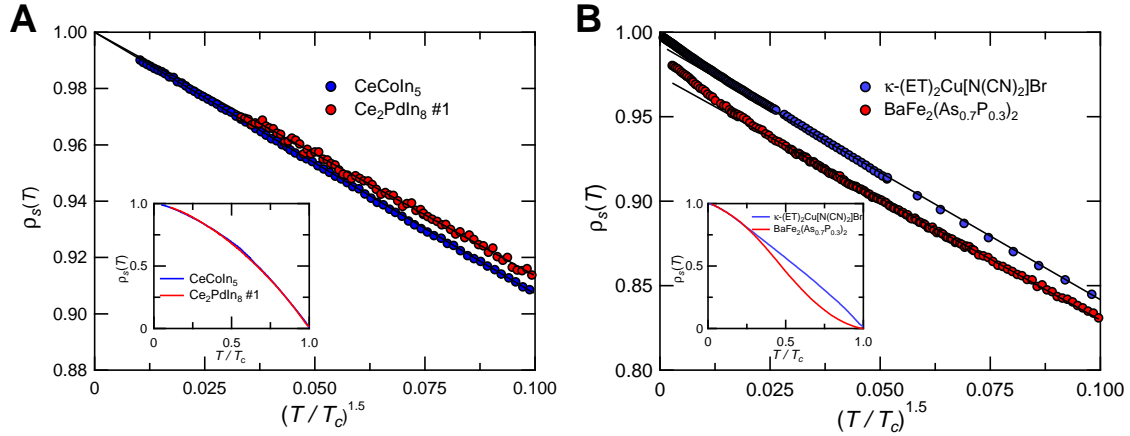 A
1.00
0.98
0.96
0.94
0.92
0.90
0.88
ρs(T)
CeCoIn5
Ce2PdIn8 #1
1.0
0.5
0
ρs(T)
CeCoIn5
Ce2PdIn8 #1
0 0.5 1.0
T / Tc
0 0.025 0.050 0.075 0.100
(T / Tc)^1.5
B
1.00
0.95
0.90
0.85
0.80
ρs(T)
κ-(ET)2Cu[N(CN)2]Br
BaFe2(As0.7P0.3)2
1.0
0.5
0
ρs(T)
κ-(ET)2Cu[N(CN)2]Br
BaFe2(As0.7P0.3)2
0 0.5 1.0
T / Tc
0 0.025 0.050 0.075 0.100
(T / Tc)^1.5